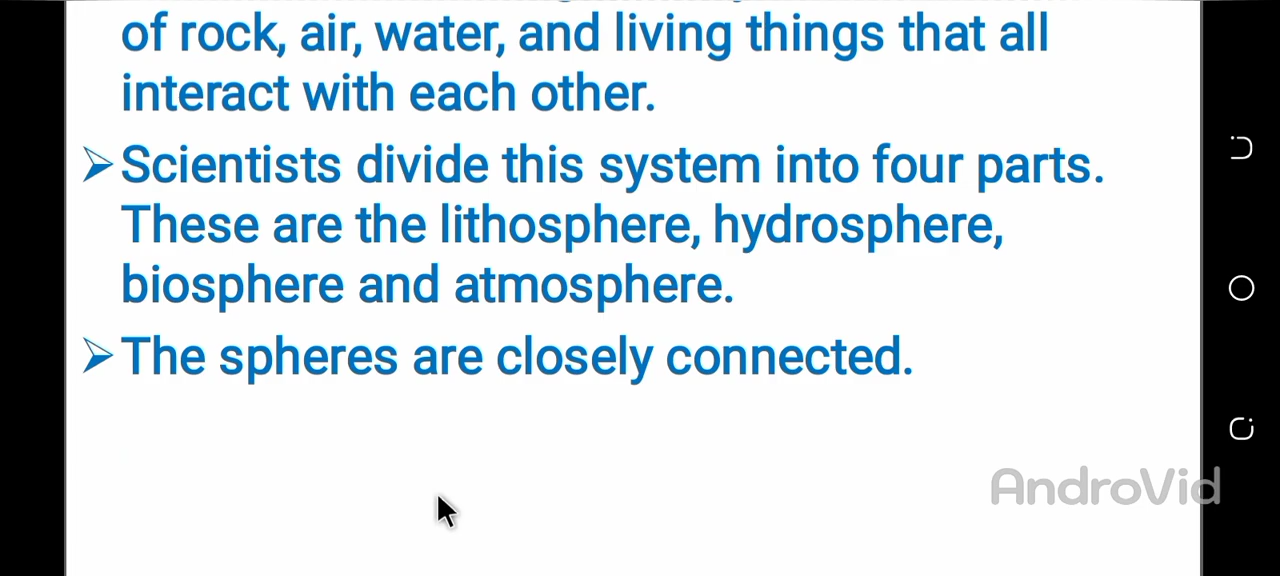 of rock, air, water, and living things that all
interact with each other.
➢Scientists divide this system into four parts.
These are the lithosphere, hydrosphere,
biosphere and atmosphere.
➢The spheres are closely connected.
AndroVid